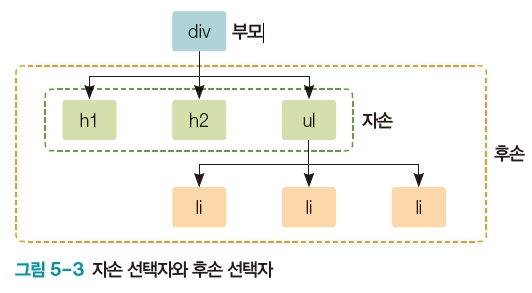 div 부모
h1 h2 ul 자손
후손
li li li
그림 5-3 자손 선택자와 후손 선택자